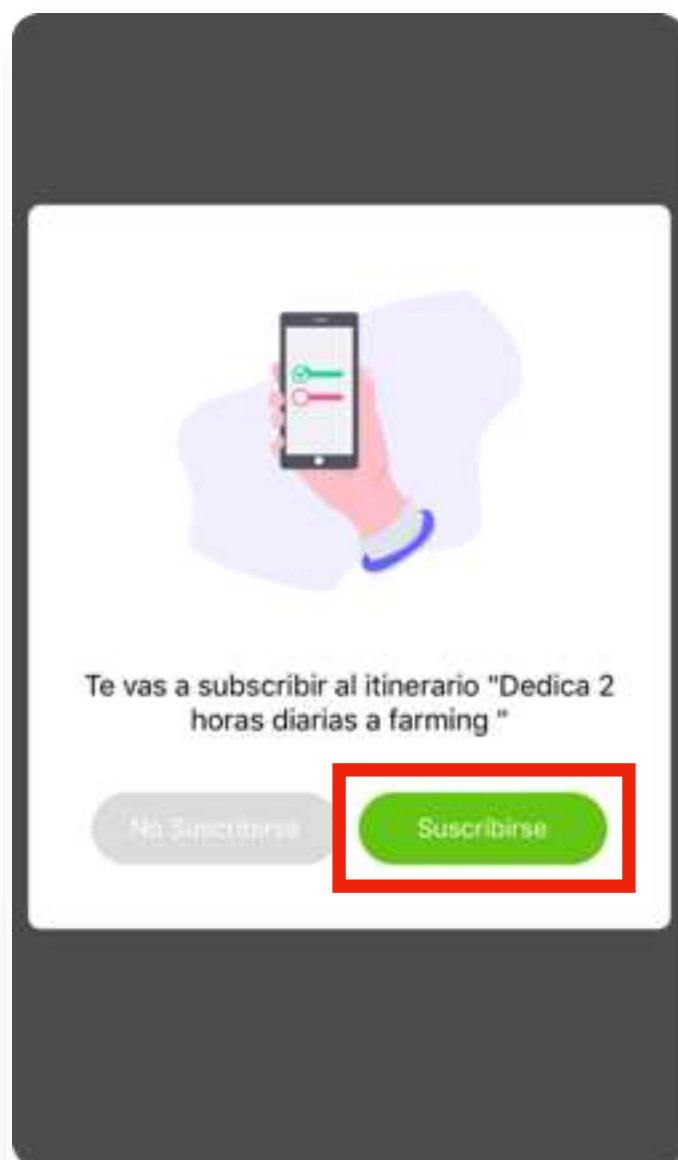 Te vas a subscribir al itinerario "Dedica 2
horas diarias a farming "
No Suscribirse
Suscribirse